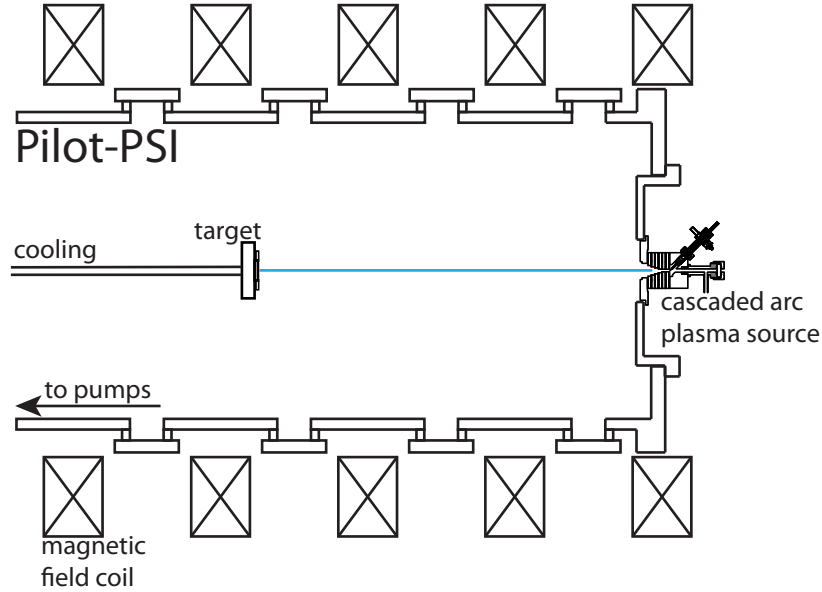 Pilot-PSI
target
cooling
cascaded arc
plasma source
to pumps
magnetic
field coil